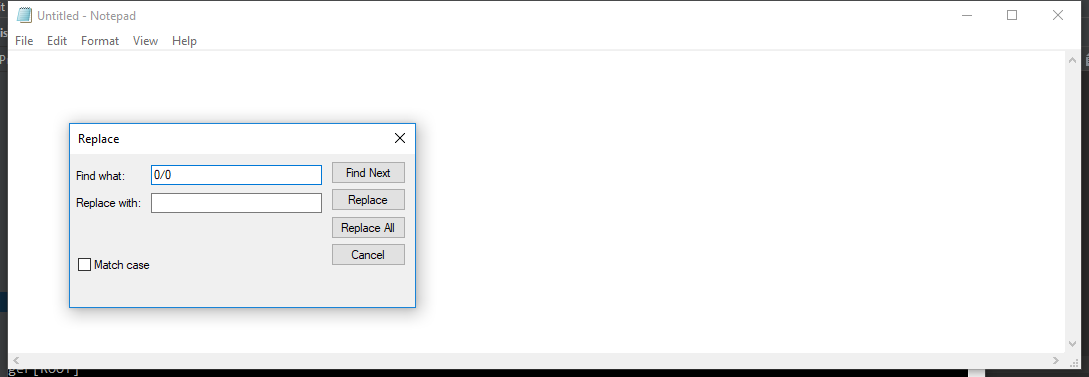 Untitled - Notepad
File Edit Format View Help
Replace
Find what: 0/0 Find Next
Replace with: Replace
Replace All
Cancel
Match case